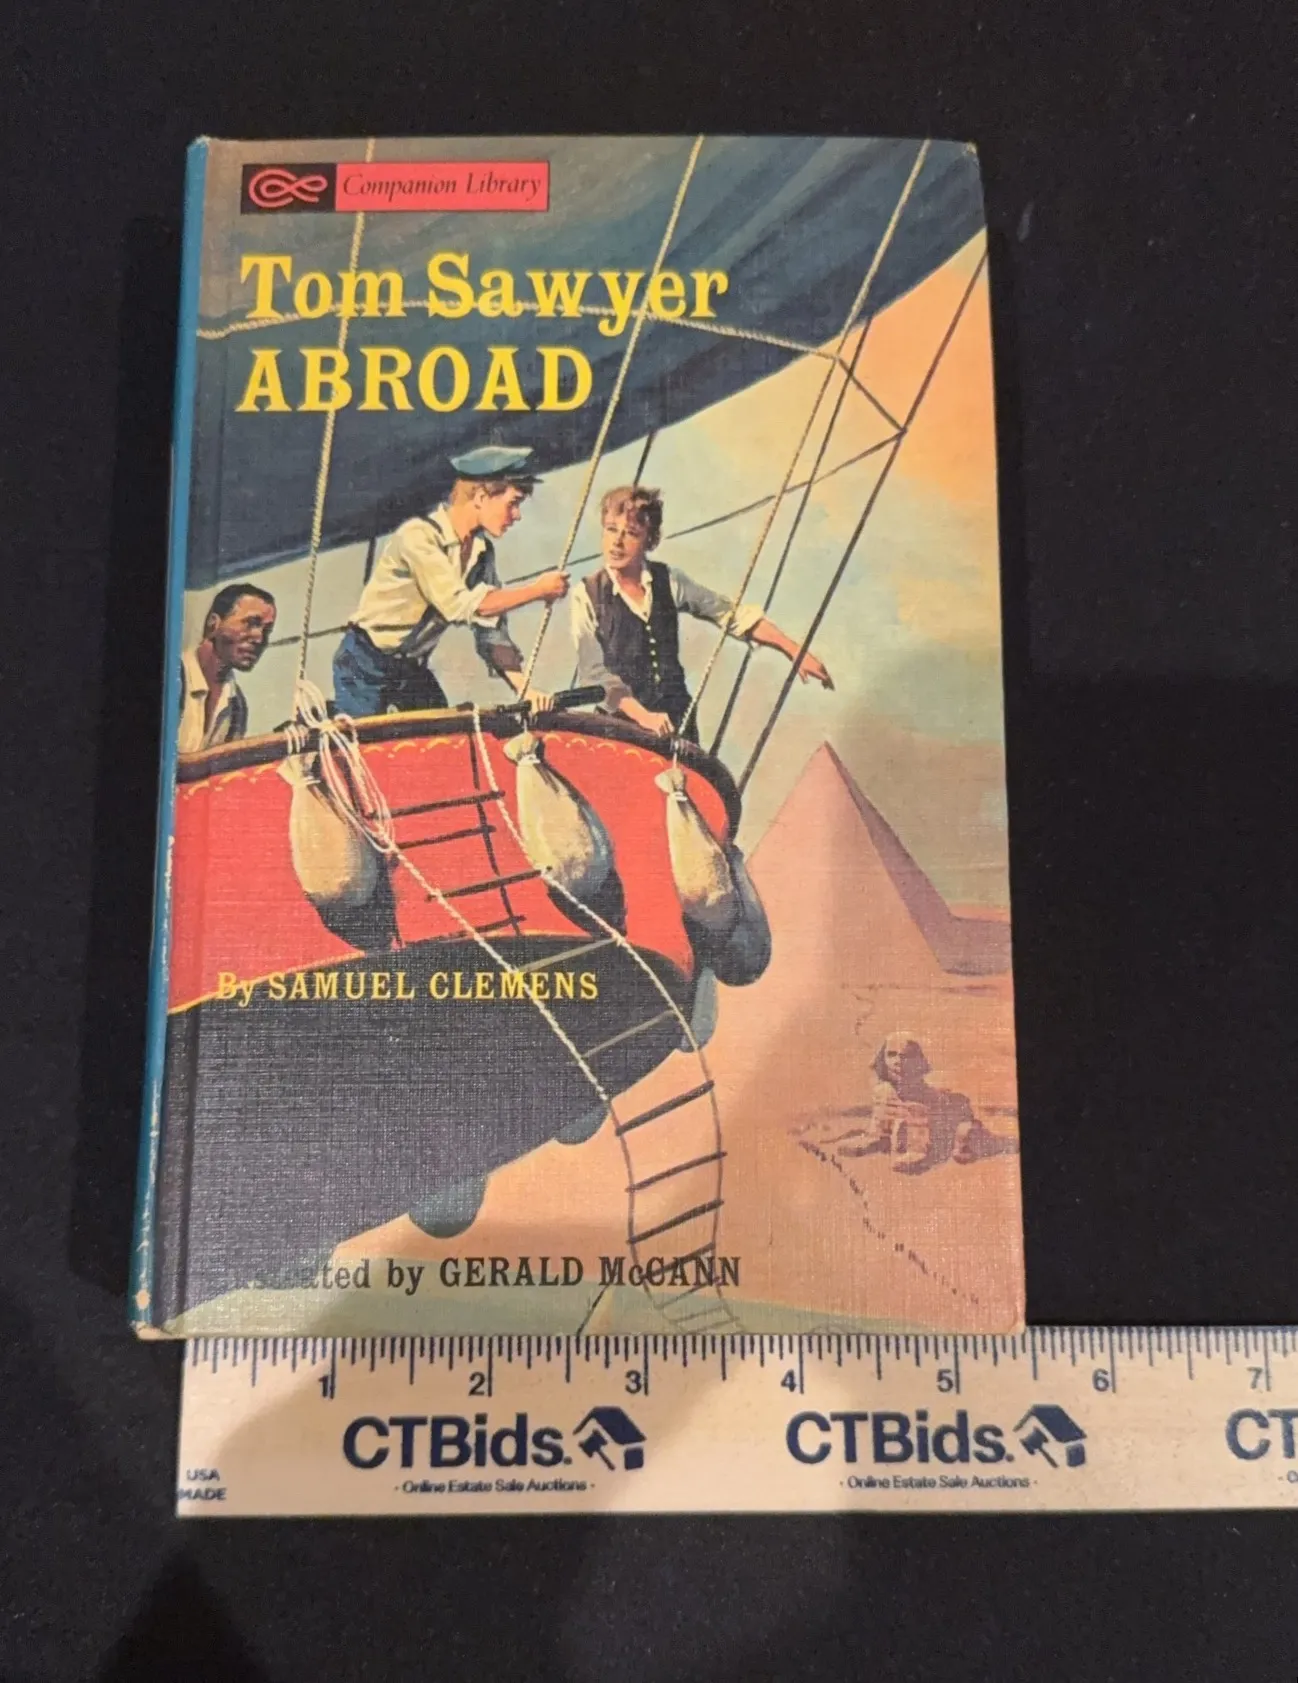 Companion Library
Tom Sawyer
ABROAD
By SAMUEL CLEMENS
by GERALD McCANN
1 2 3 4 5 6 7
CTBids. CTBids. CT
- Online Estate Sale Auctions - - Online Estate Sale Auctions -
USA
MADE